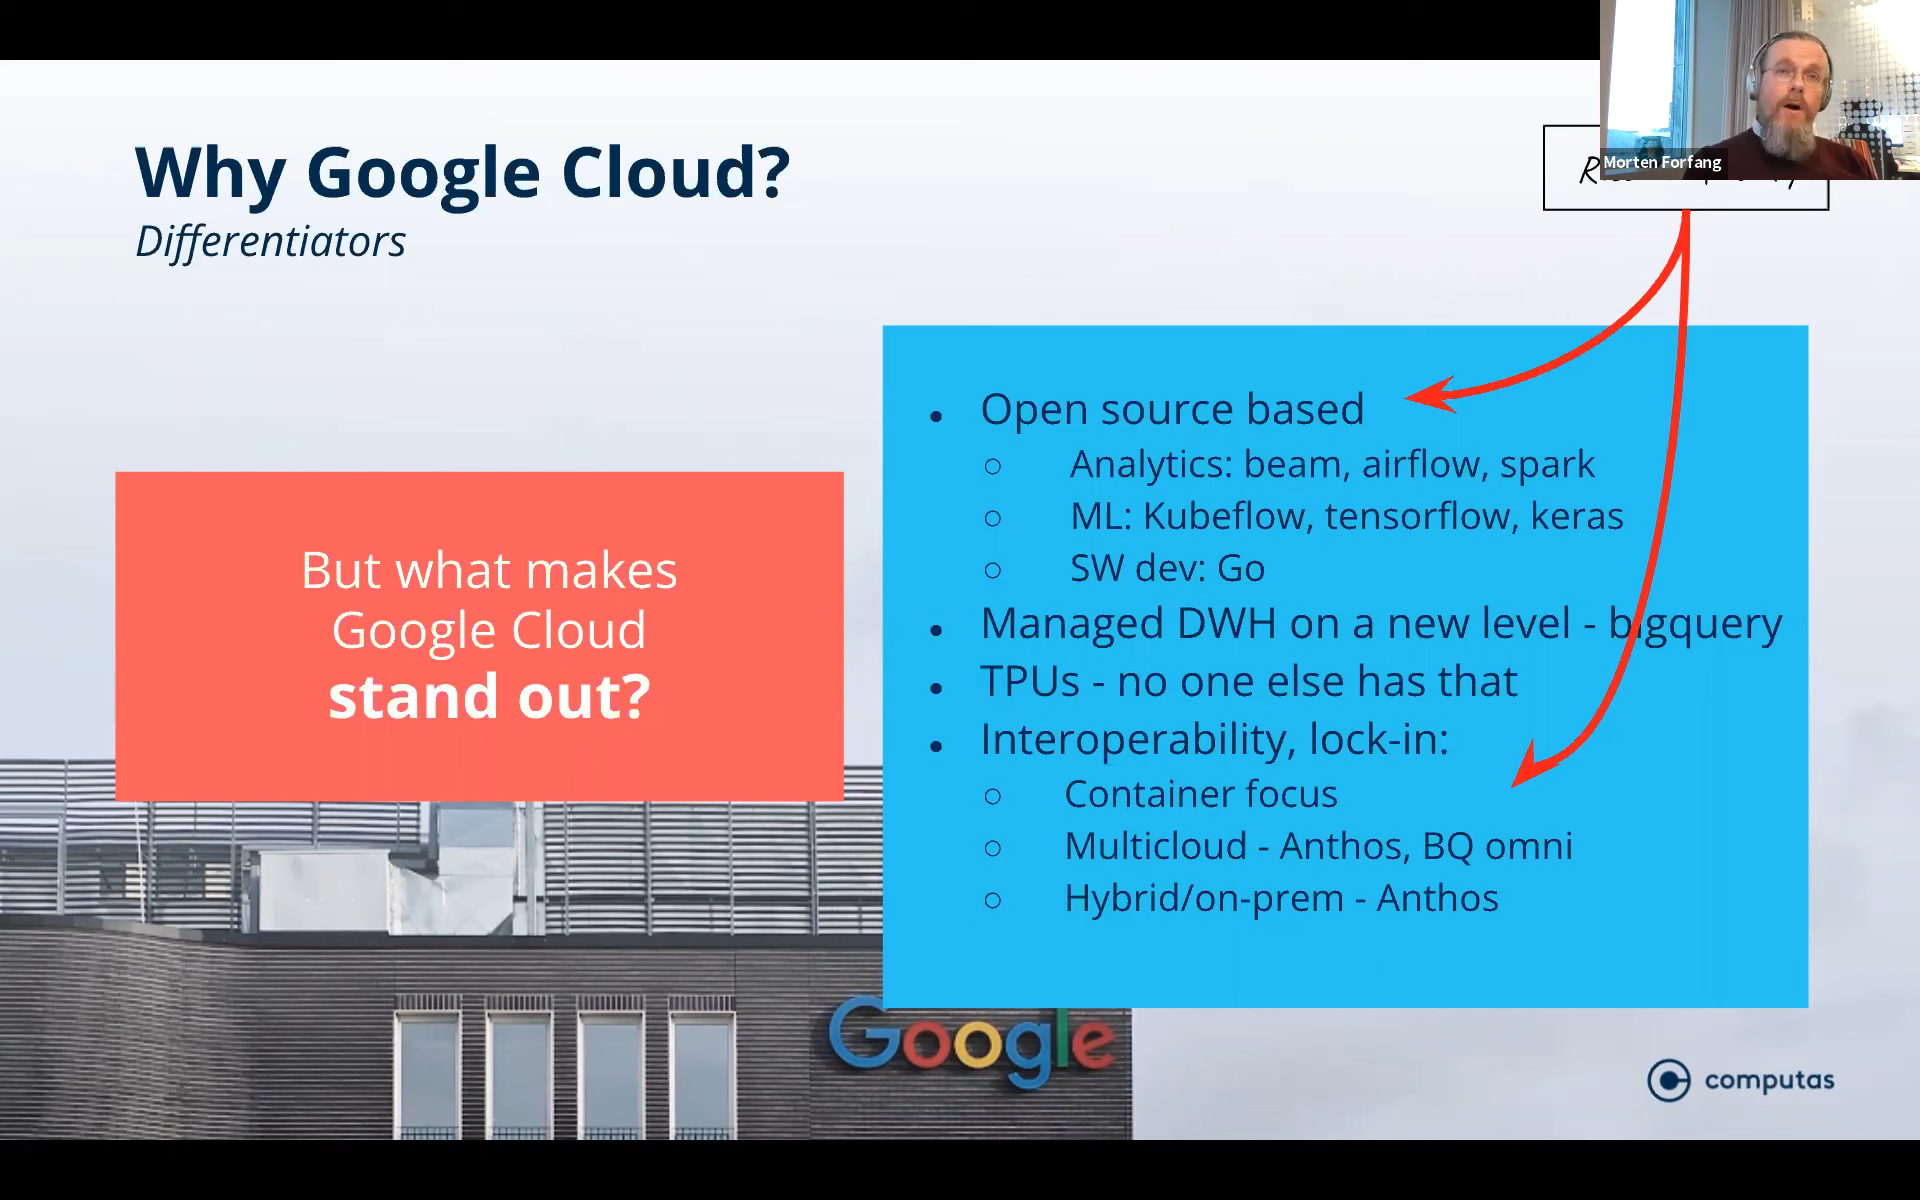 Why Google Cloud?
Differentiators
Morten Forfang
But what makes
Google Cloud
stand out?
● Open source based
○ Analytics: beam, airflow, spark
○ ML: Kubeflow, tensorflow, keras
○ SW dev: Go
● Managed DWH on a new level - bigquery
● TPUs - no one else has that
● Interoperability, lock-in:
○ Container focus
○ Multicloud - Anthos, BQ omni
○ Hybrid/on-prem - Anthos
Google
computas